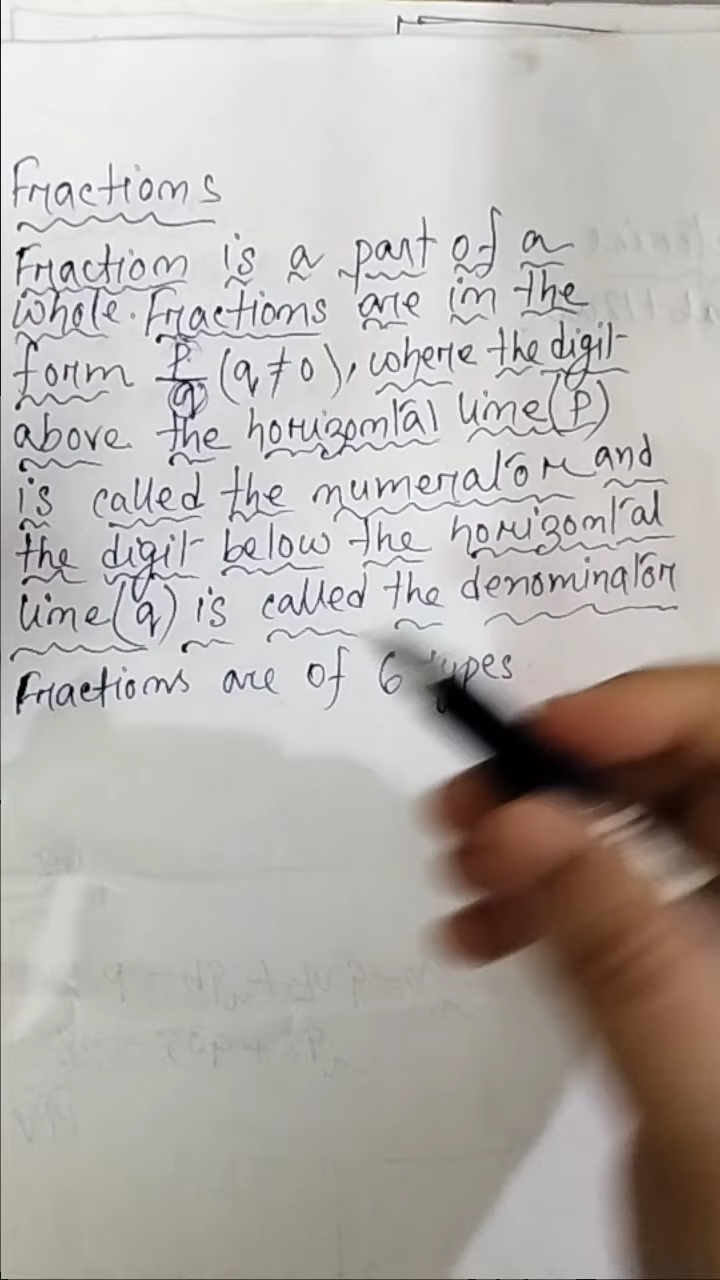 Fractions
Fraction is a part of a
whole. Fractions are in the
form P/q (q ≠ 0), where the digit
above the horizontal line (P)
is called the numerator and
the digit below the horizontal
line (q) is called the denominator
Fractions are of 6 types